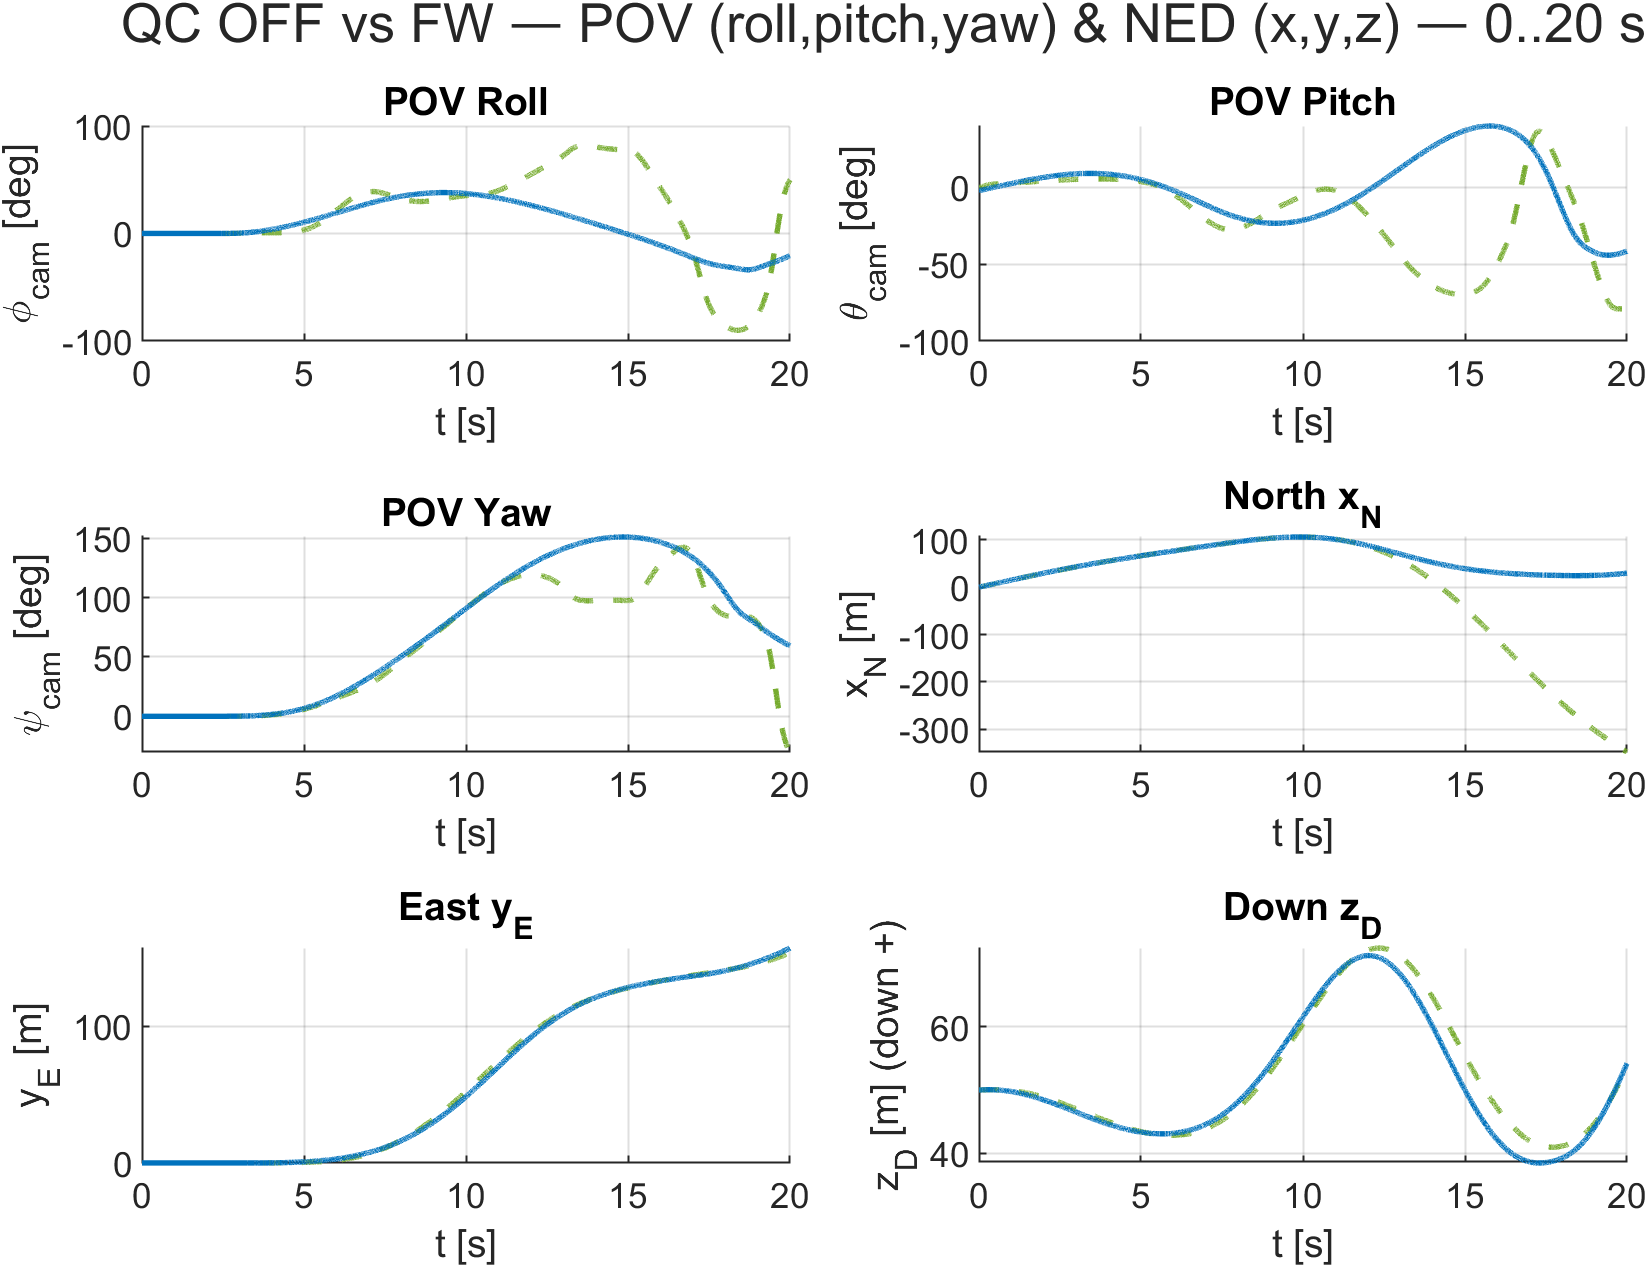 QC OFF vs FW — POV (roll,pitch,yaw) & NED (x,y,z) — 0..20 s
POV Roll
ϕcam [deg]
100
0
-100
0 5 10 15 20
t [s]
POV Pitch
θcam [deg]
0
-50
-100
0 5 10 15 20
t [s]
POV Yaw
ψcam [deg]
150
100
50
0
0 5 10 15 20
t [s]
North xN
xN [m]
100
0
-100
-200
-300
0 5 10 15 20
t [s]
East yE
yE [m]
100
0
0 5 10 15 20
t [s]
Down zD
zD [m] (down +)
60
40
0 5 10 15 20
t [s]